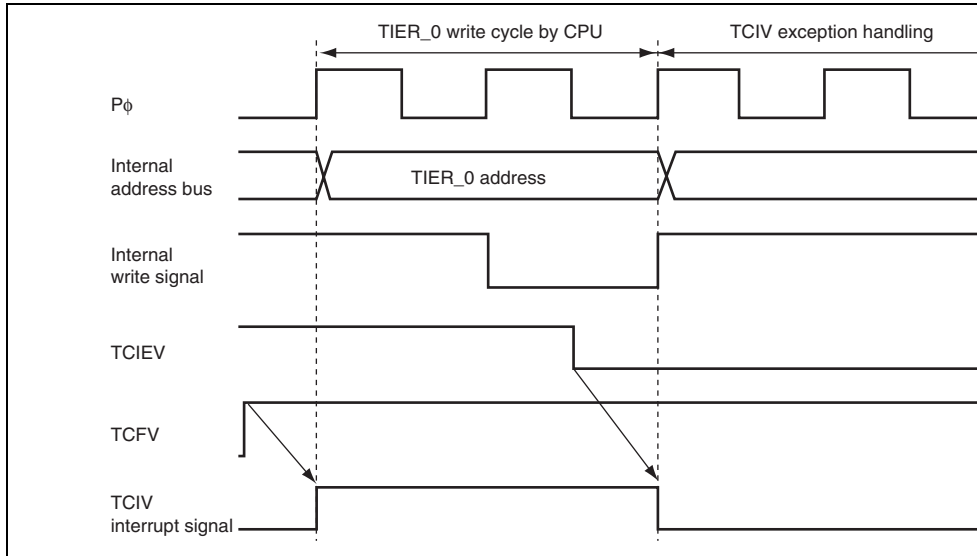 TIER_0 write cycle by CPU
TCIV exception handling
Pϕ
Internal
address bus
TIER_0 address
Internal
write signal
TCIEV
TCFV
TCIV
interrupt signal